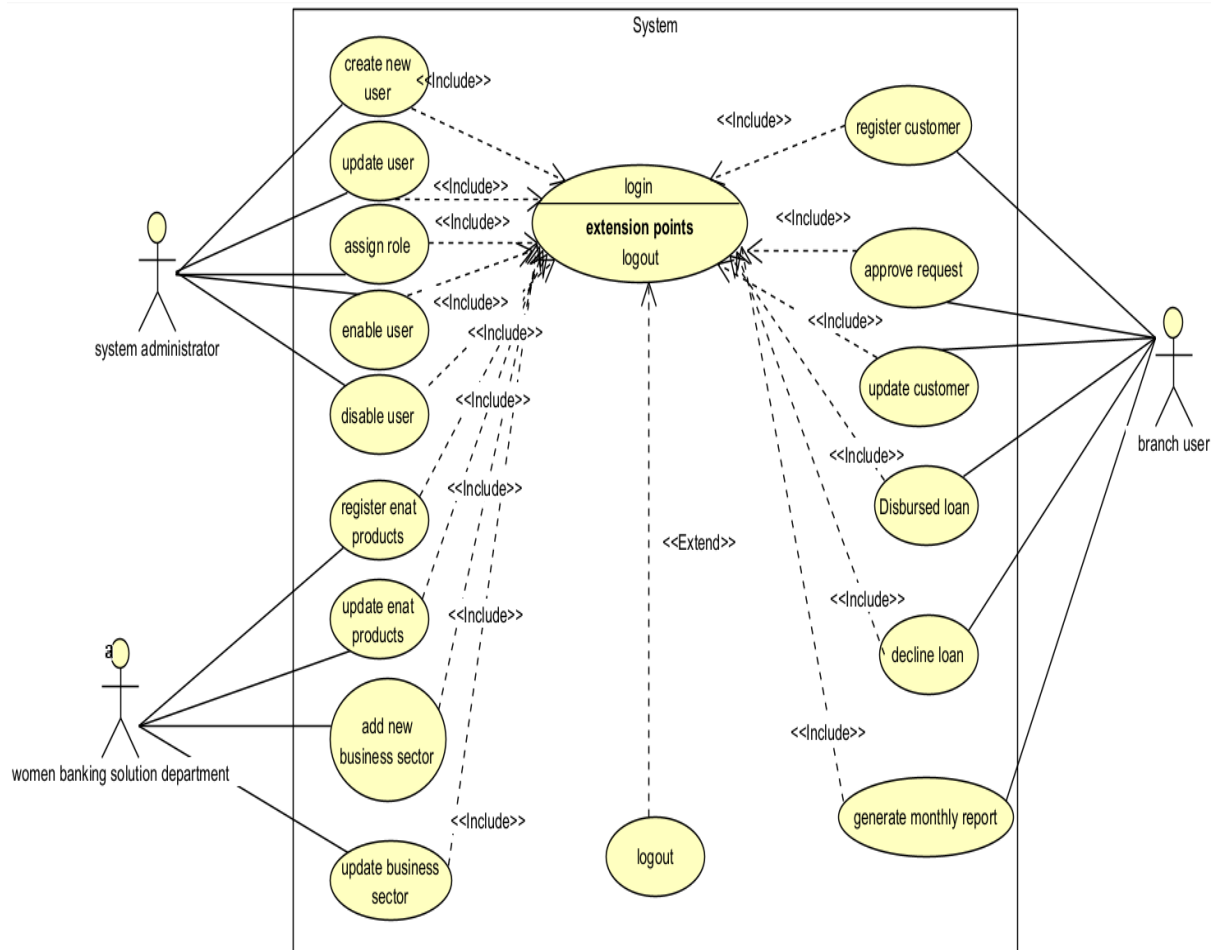 System
create new
user
<<Include>>
update user
<<Include>>
assign role
<<Include>>
enable user
<<Include>>
disable user
<<Include>>
system administrator
login
extension points
logout
<<Include>>
register customer
<<Include>>
approve request
<<Include>>
update customer
branch user
<<Include>>
Disbursed loan
<<Include>>
decline loan
<<Include>>
generate monthly report
<<Include>>
register enat
products
<<Include>>
update enat
products
<<Include>>
add new
business sector
<<Include>>
update business
sector
a
women banking solution department
<<Extend>>
logout